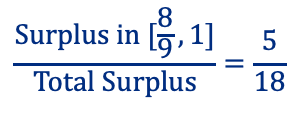 Surplus in [8/9, 1] / Total Surplus = 5/18